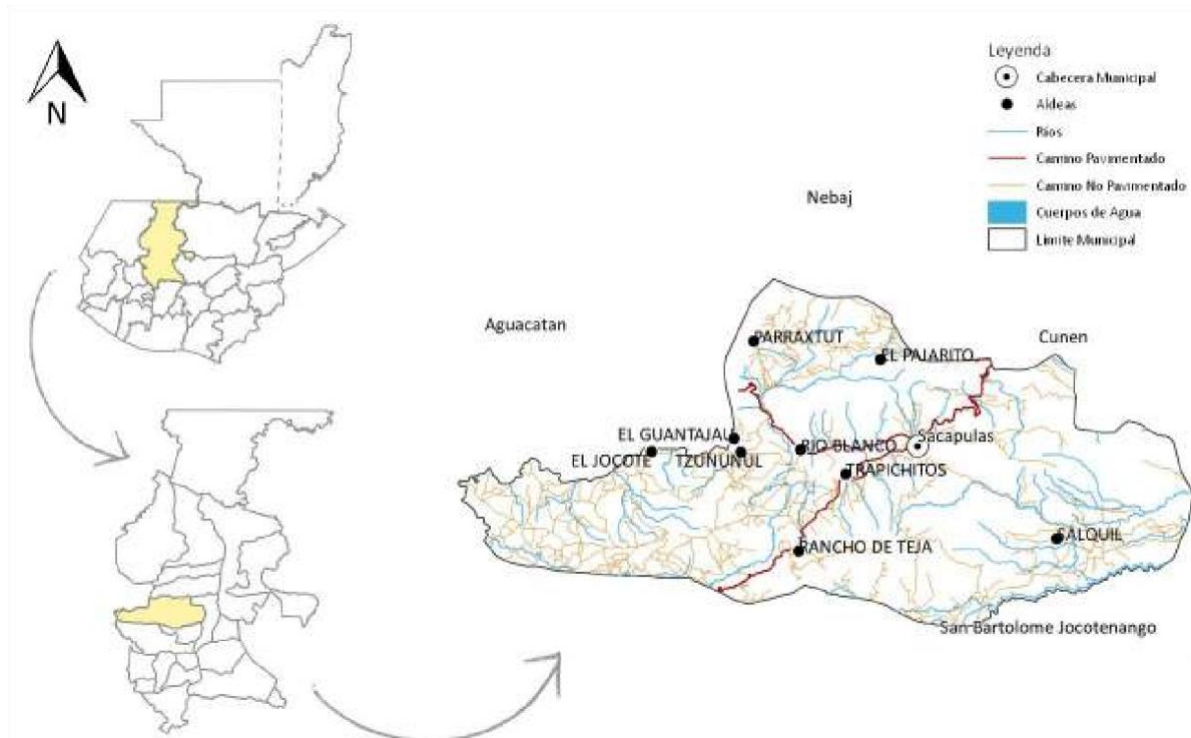 N
Leyenda
Cabecera Municipal
Aldeas
Rios
Camino Pavimentado
Camino No Pavimentado
Cuerpos de Agua
Limite Municipal
Nebaj
Aguacatan
Cunen
PARRAXTUT
EL PAJARITO
EL GUANTAJAU
RIO BLANCO
Sacapulas
EL JOCOTE
TZUNUNUL
TRAPICHITOS
RANCHO DE TEJA
SALQUIL
San Bartolome Jocotenango